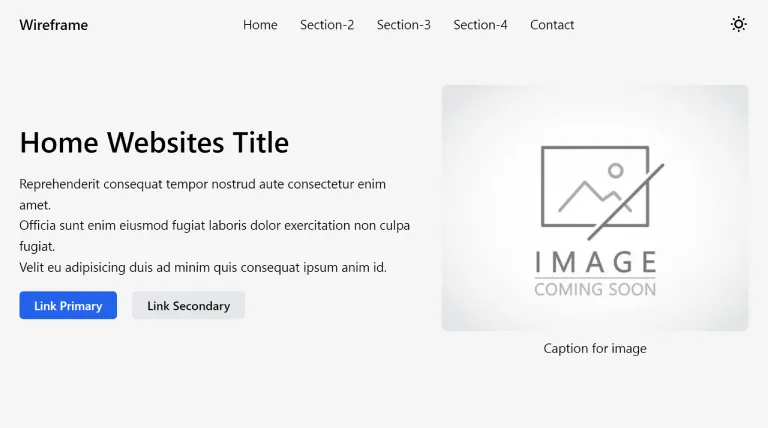 Wireframe
Home Section-2 Section-3 Section-4 Contact
Home Websites Title
Reprehenderit consequat tempor nostrud aute consectetur enim
amet.
Officia sunt enim eiusmod fugiat laboris dolor exercitation non culpa
fugiat.
Velit eu adipisicing duis ad minim quis consequat ipsum anim id.
Link Primary
Link Secondary
IMAGE
COMING SOON
Caption for image